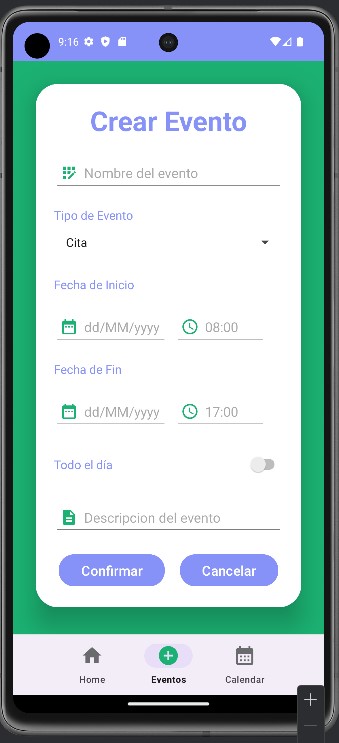 9:16
Crear Evento
Nombre del evento
Tipo de Evento
Cita
Fecha de Inicio
dd/MM/yyyy 08:00
Fecha de Fin
dd/MM/yyyy 17:00
Todo el día
Descripcion del evento
Confirmar Cancelar
Home Eventos Calendar